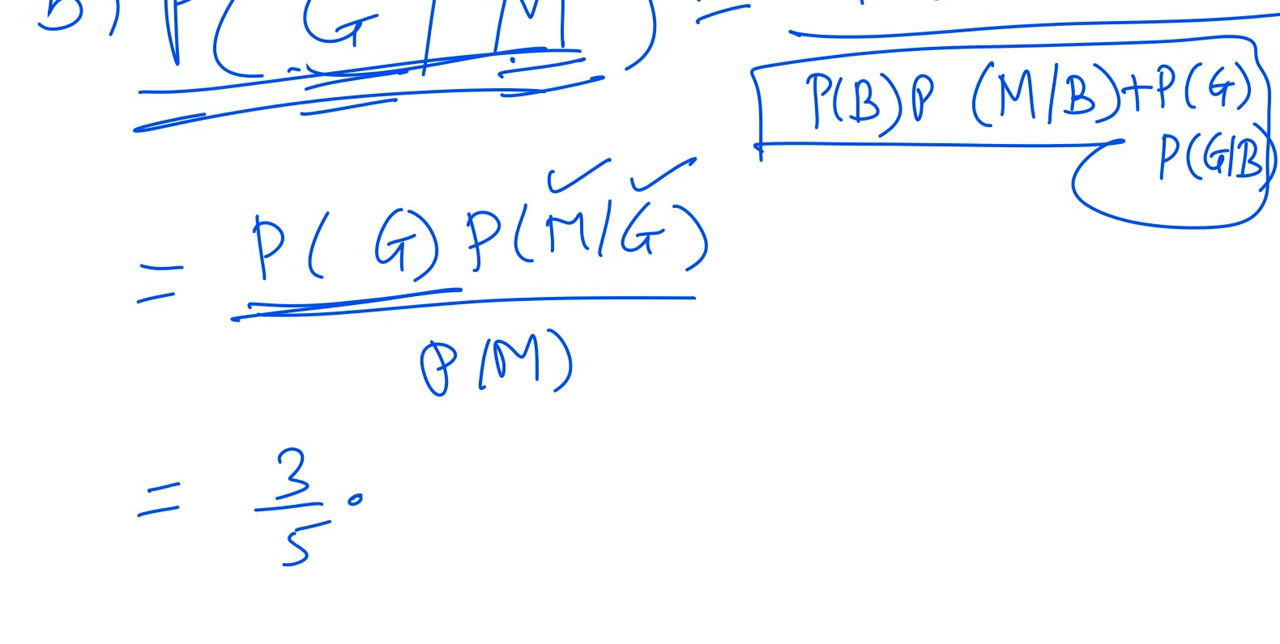 b) P(G/M) =
P(B)P (M/B)+P(G)
P(G/B)
= P(G)P(M/G)
P(M)
= 3
5 .